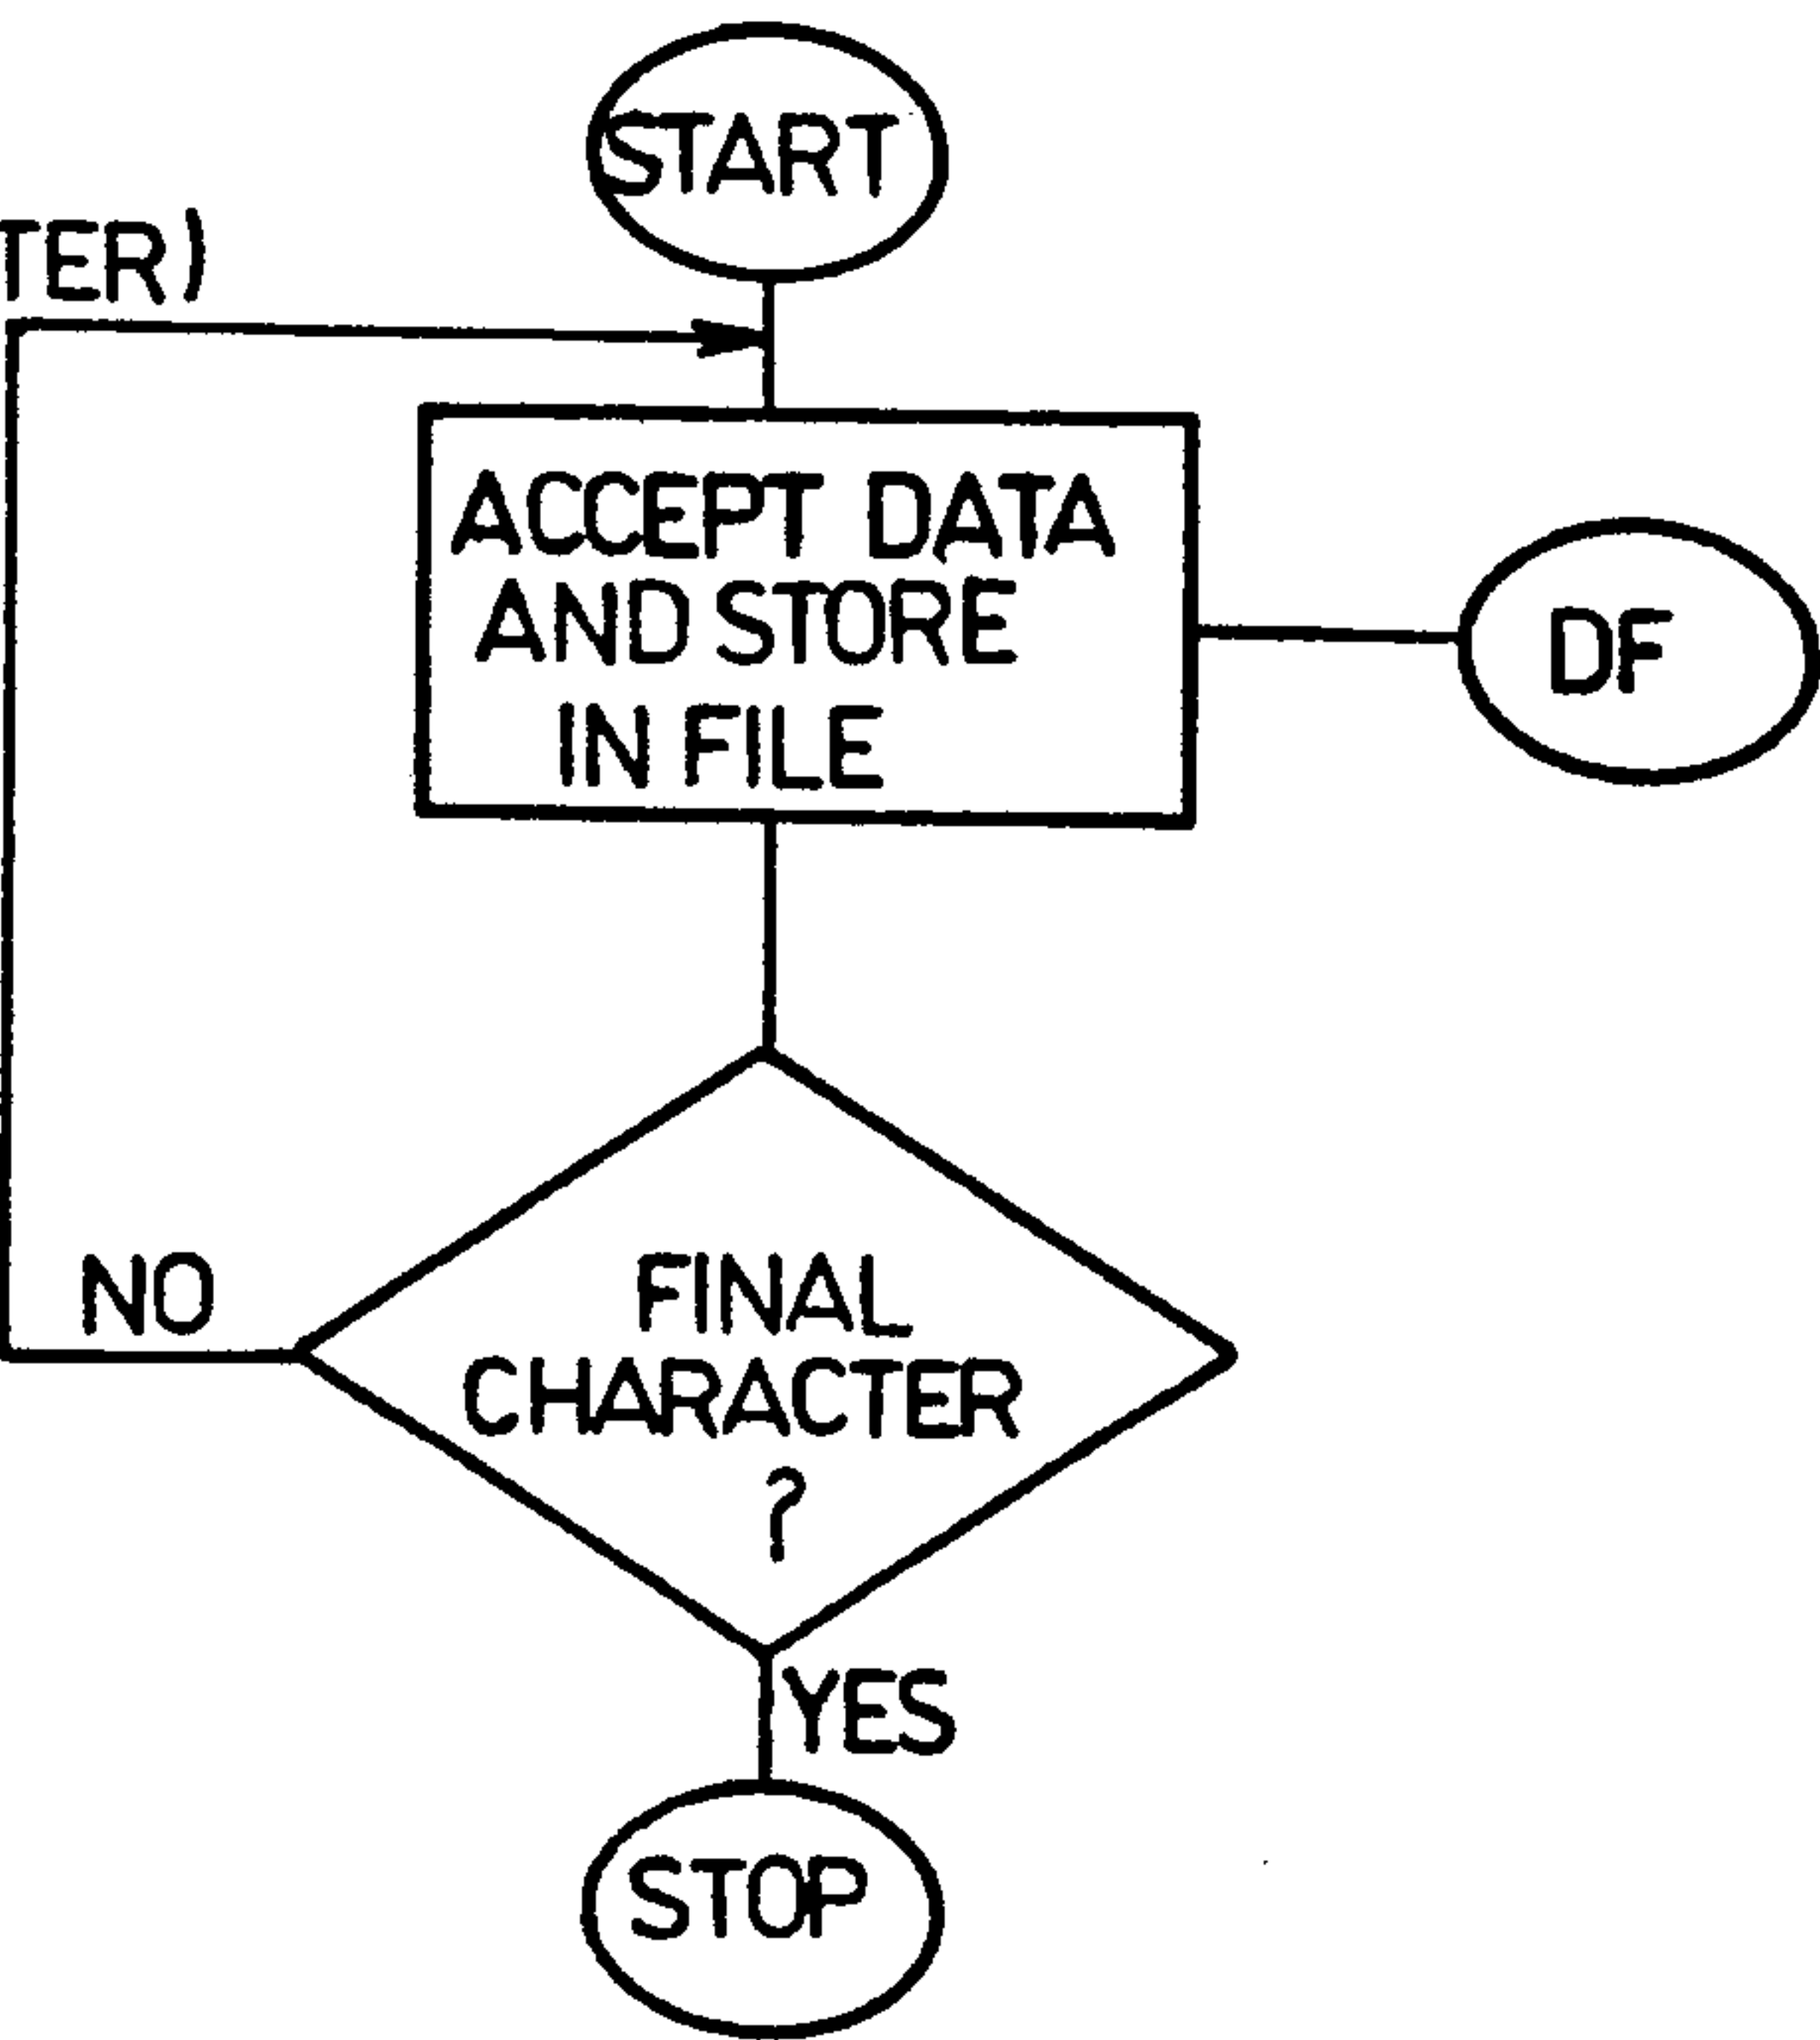 START
TER)
ACCEPT DATA
AND STORE
IN FILE
DF
NO
FINAL
CHARACTER
?
YES
STOP